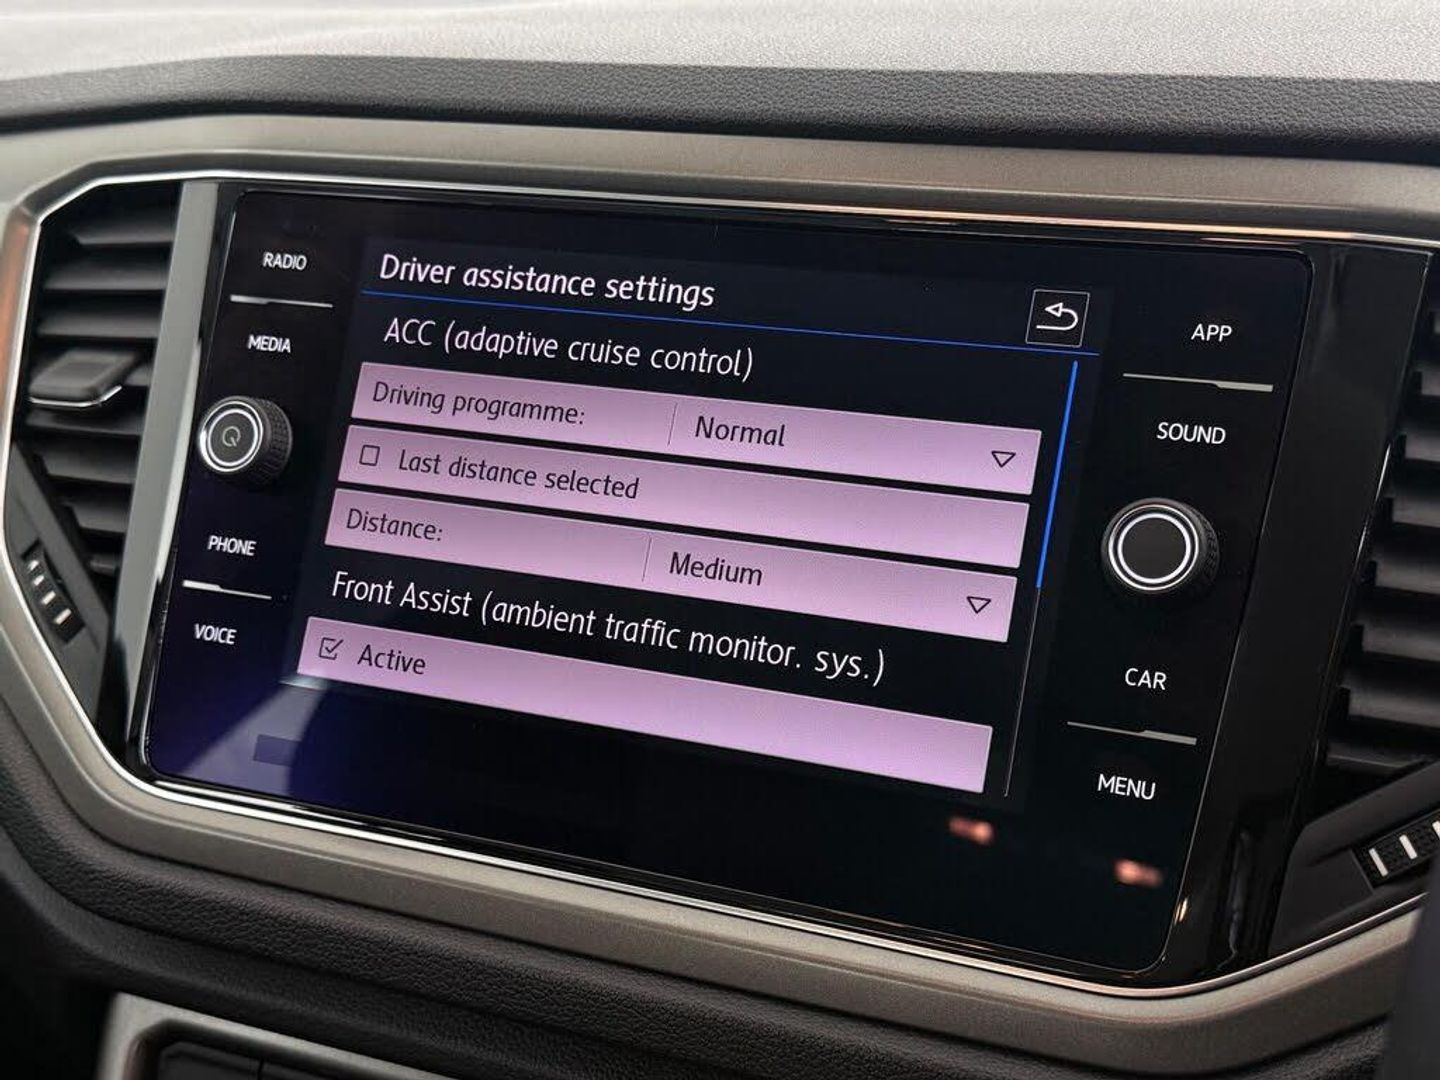 RADIO
MEDIA
PHONE
VOICE
Driver assistance settings
ACC (adaptive cruise control)
Driving programme: Normal
Last distance selected
Distance: Medium
Front Assist (ambient traffic monitor. sys.)
Active
APP
SOUND
CAR
MENU